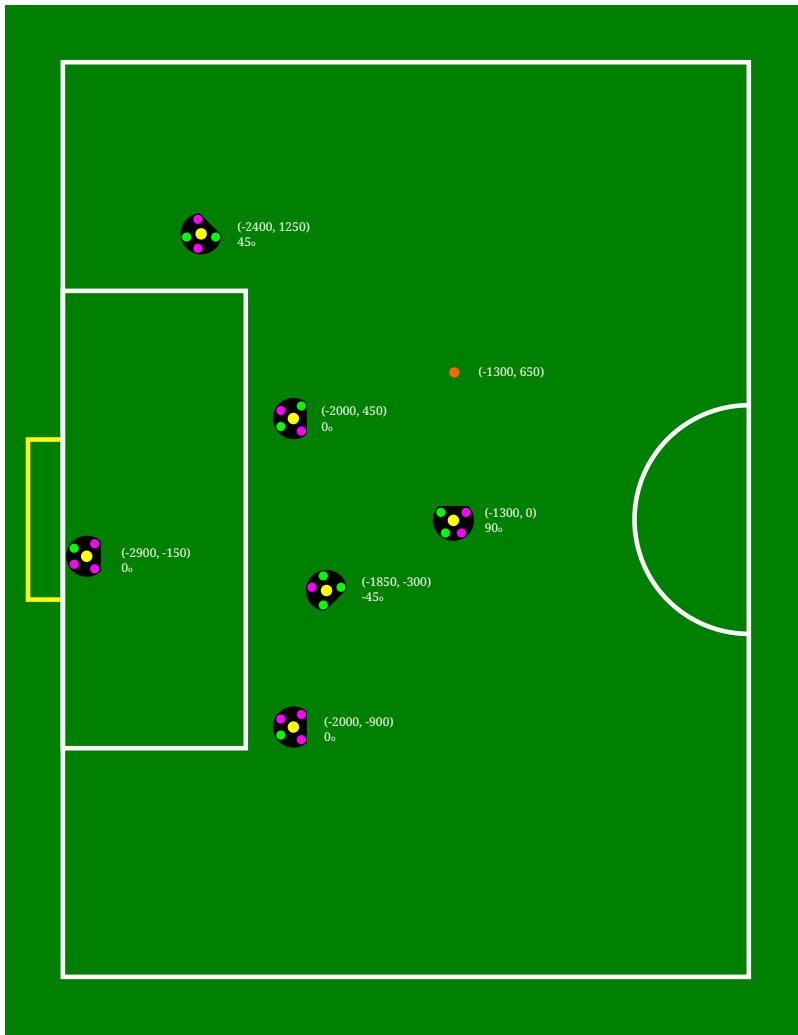 (-2400, 1250)
45º
(-1300, 650)
(-2000, 450)
0º
(-1300, 0)
90º
(-2900, -150)
0º
(-1850, -300)
-45º
(-2000, -900)
0º